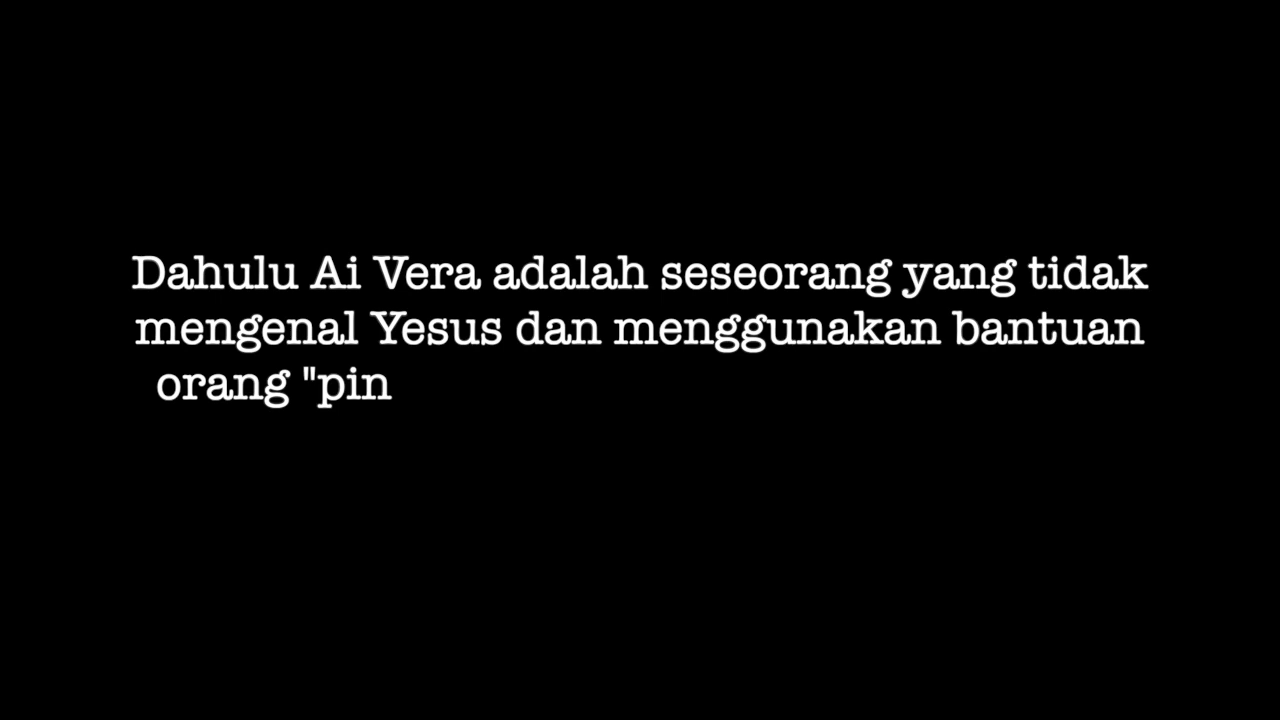 Dahulu Ai Vera adalah seseorang yang tidak
mengenal Yesus dan menggunakan bantuan
orang "pin